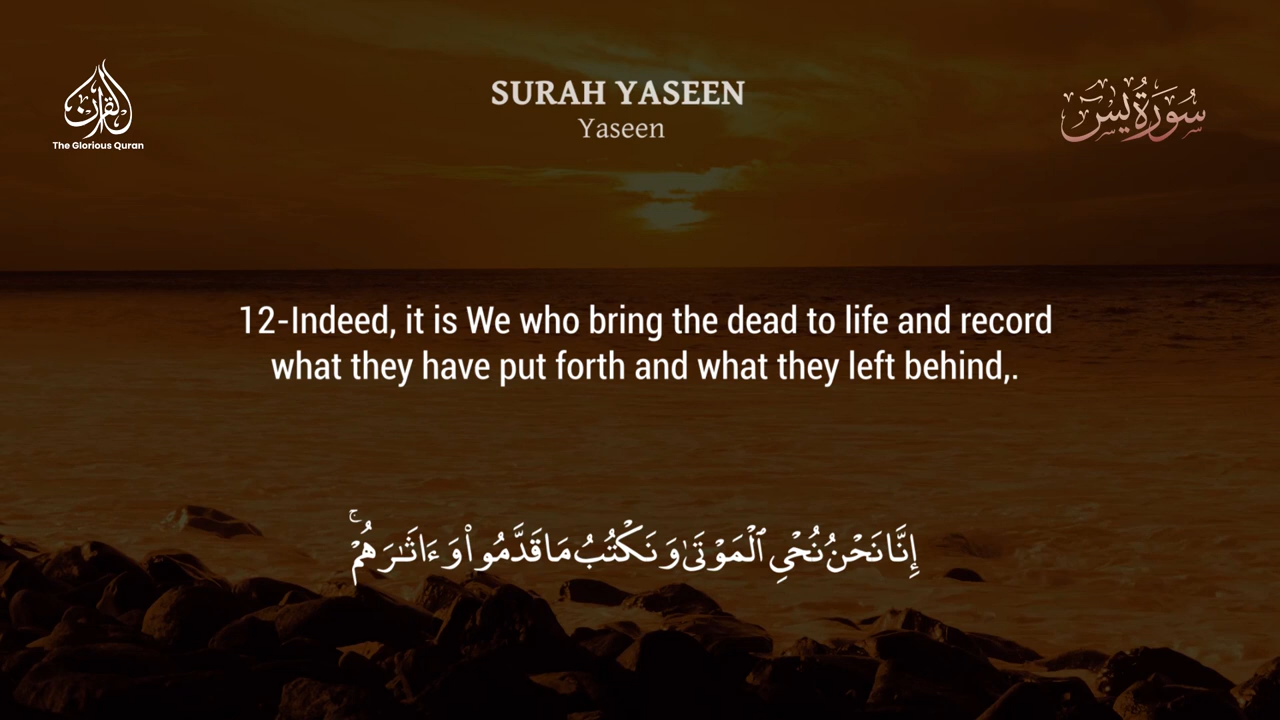 القرآن
The Glorious Quran
SURAH YASEEN
Yaseen
سُورَةُ يسٓ
12-Indeed, it is We who bring the dead to life and record
what they have put forth and what they left behind,.
إِنَّا نَحْنُ نُحْيِ ٱلْمَوْتَىٰ وَنَكْتُبُ مَا قَدَّمُوا۟ وَءَاثَـٰرَهُمْ ۚ